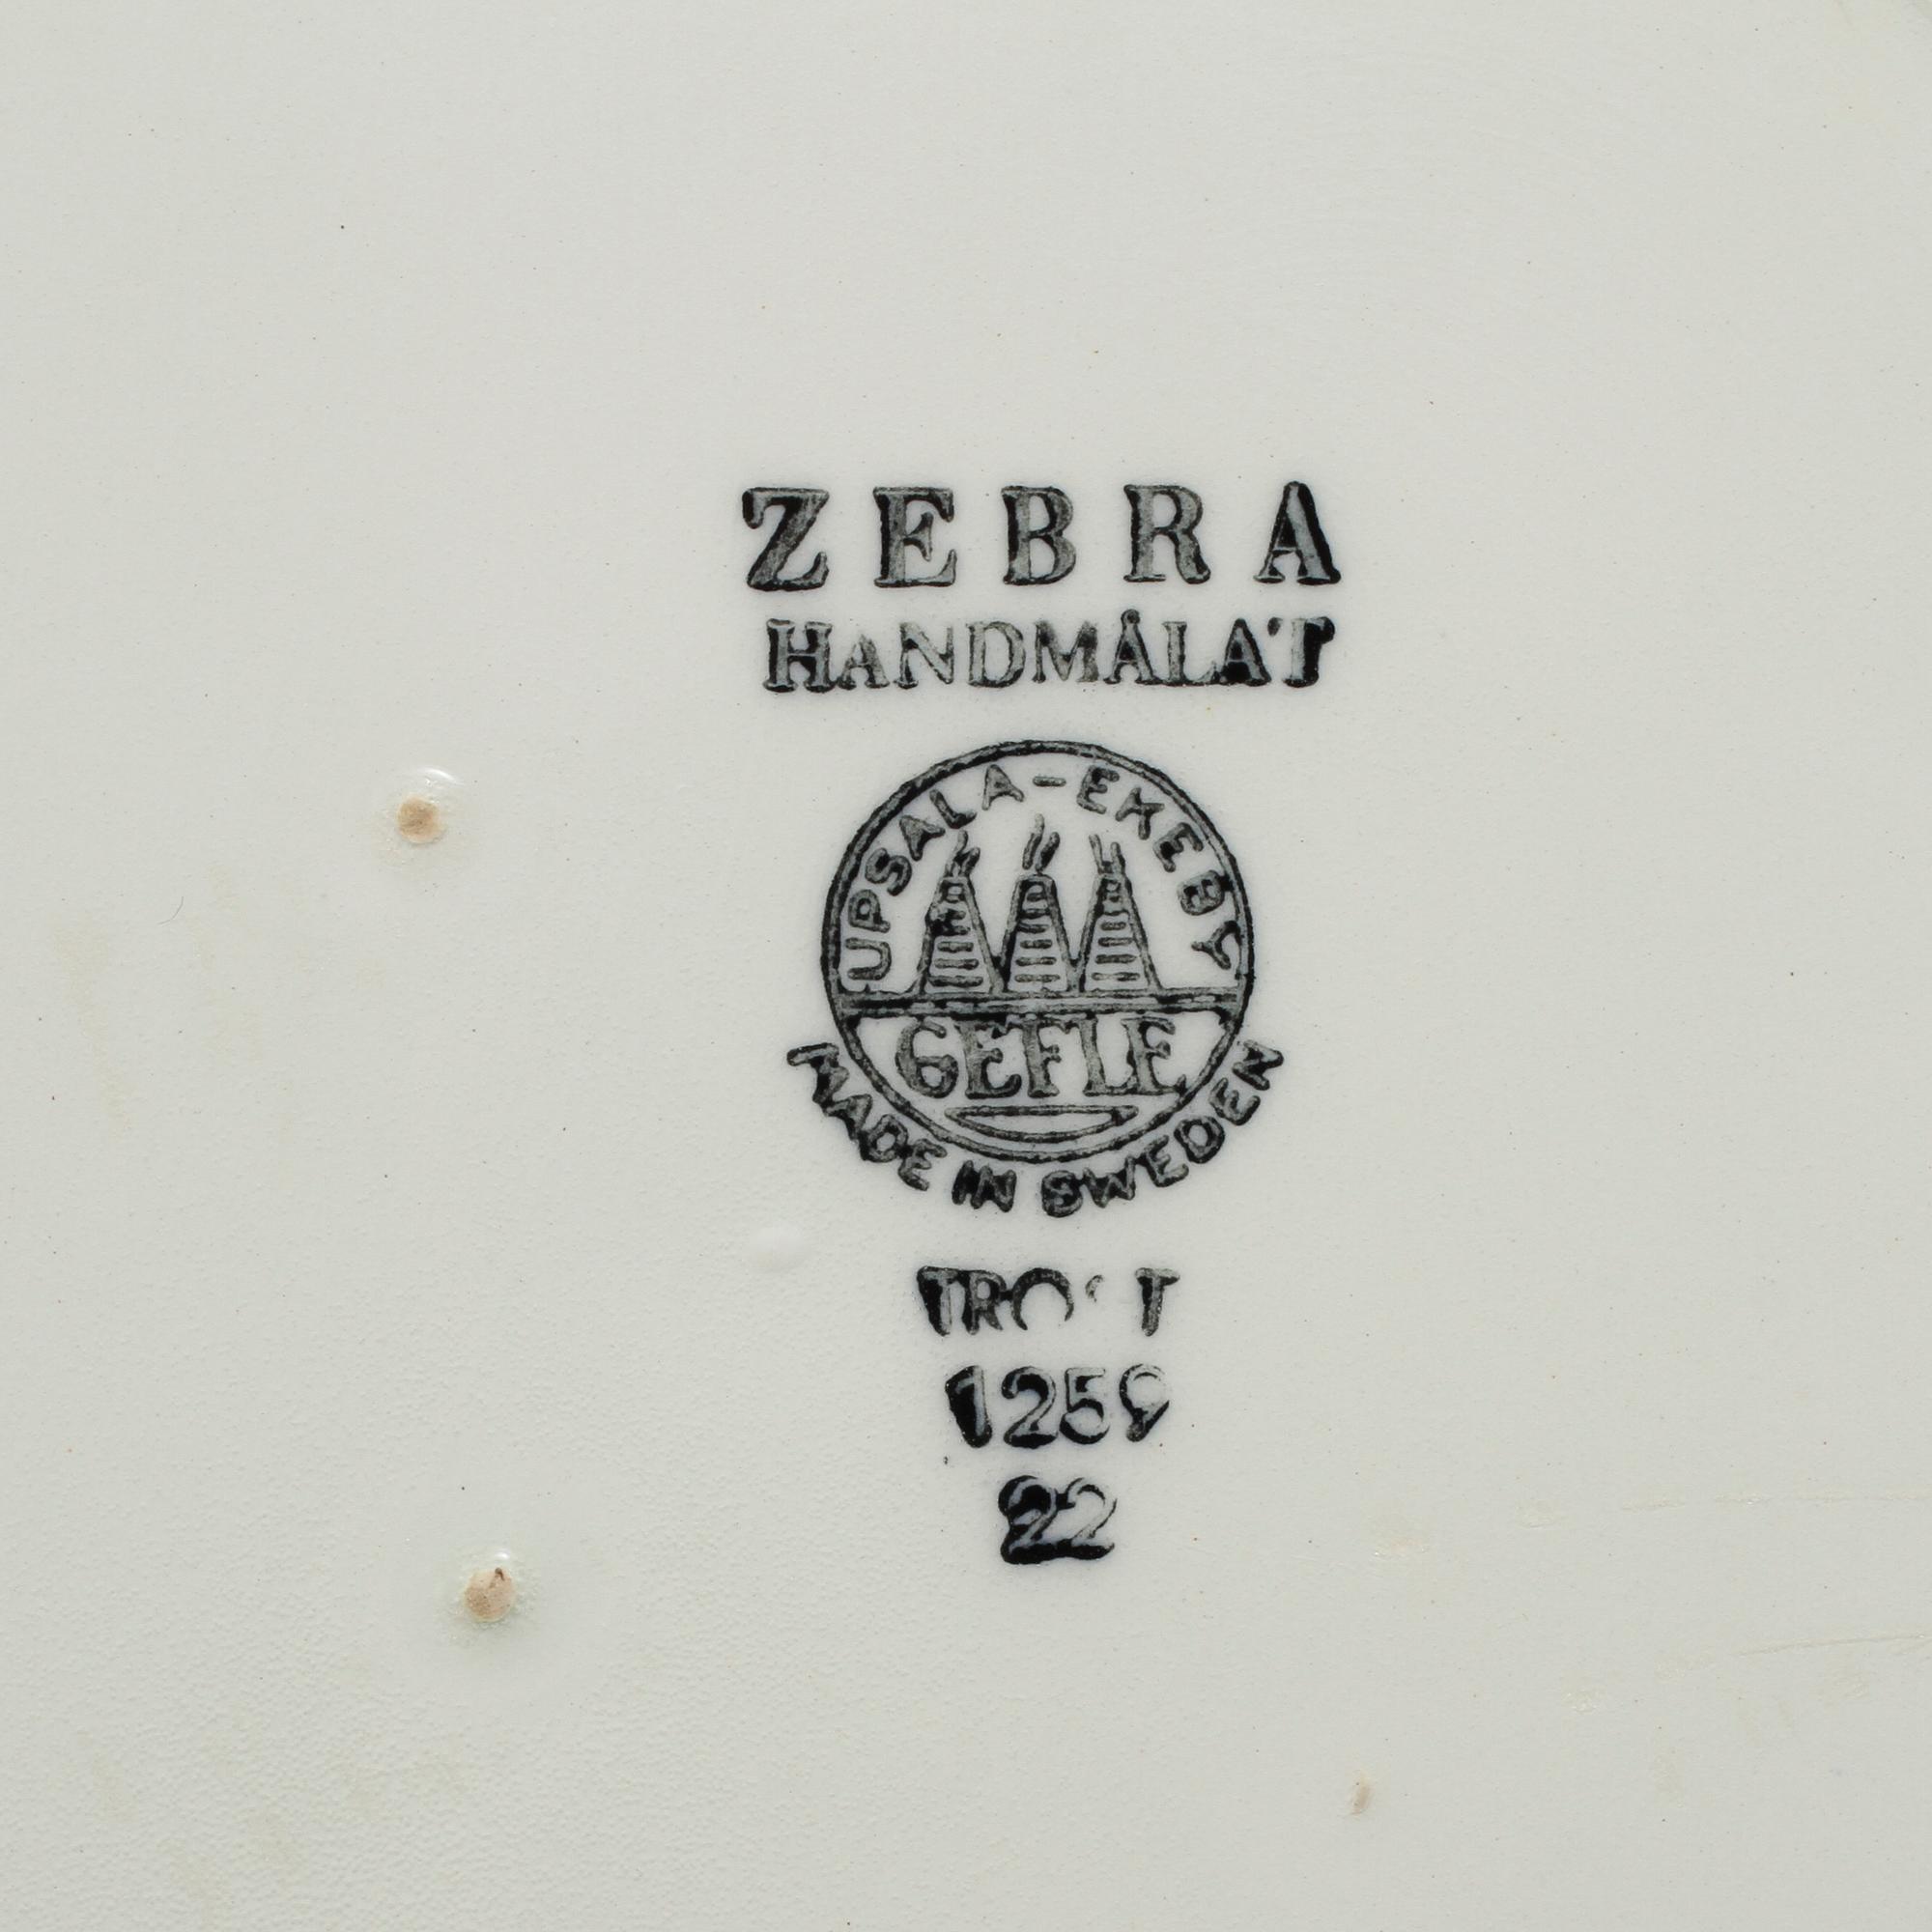 ZEBRA
HANDMÅLAT
UPSALA-EKEBY
GEFLE
MADE IN SWEDEN
1259
22